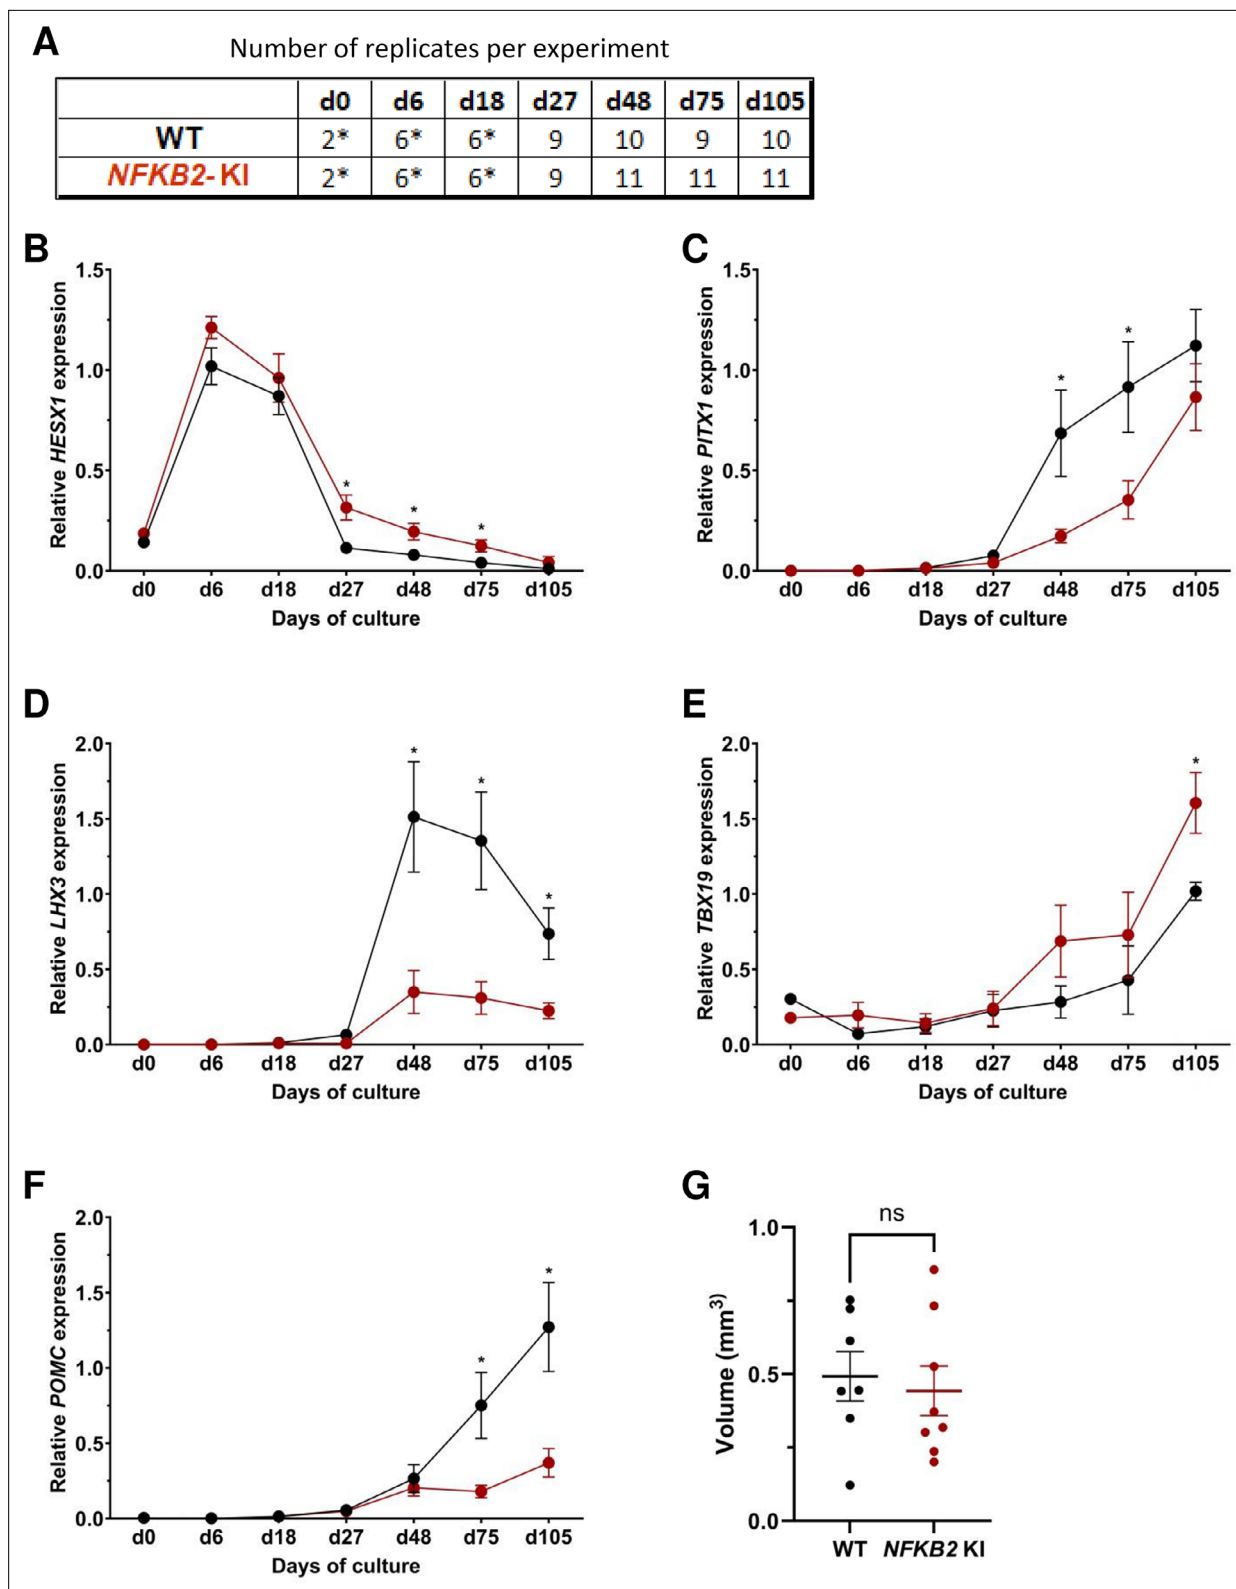 A
Number of replicates per experiment
d0 d6 d18 d27 d48 d75 d105
WT 2* 6* 6* 9 10 9 10
NFKB2- KI 2* 6* 6* 9 11 11 11
B
Relative HESX1 expression
1.5
1.0
0.5
0.0
* * *
d0 d6 d18 d27 d48 d75 d105
Days of culture
C
Relative PITX1 expression
1.5
1.0
0.5
0.0
* *
d0 d6 d18 d27 d48 d75 d105
Days of culture
D
Relative LHX3 expression
2.0
1.5
1.0
0.5
0.0
* * *
d0 d6 d18 d27 d48 d75 d105
Days of culture
E
Relative TBX19 expression
2.0
1.5
1.0
0.5
0.0
*
d0 d6 d18 d27 d48 d75 d105
Days of culture
F
Relative POMC expression
2.0
1.5
1.0
0.5
0.0
* *
d0 d6 d18 d27 d48 d75 d105
Days of culture
G
Volume (mm³)
1.0
0.5
0.0
ns
WT NFKB2 KI